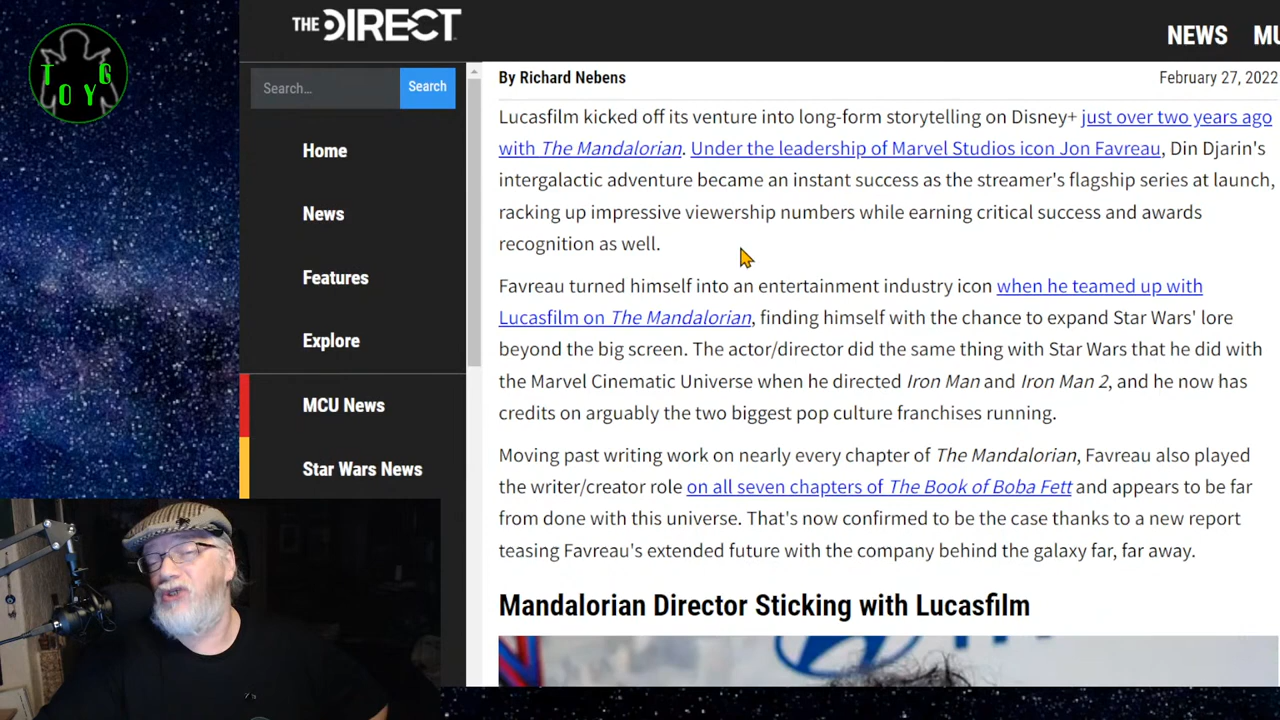 T O Y G
THE DIRECT
NEWS
Search...
Search
Home
News
Features
Explore
MCU News
Star Wars News
By Richard Nebens
February 27, 2022
Lucasfilm kicked off its venture into long-form storytelling on Disney+ just over two years ago
with The Mandalorian. Under the leadership of Marvel Studios icon Jon Favreau, Din Djarin's
intergalactic adventure became an instant success as the streamer's flagship series at launch,
racking up impressive viewership numbers while earning critical success and awards
recognition as well.
Favreau turned himself into an entertainment industry icon when he teamed up with
Lucasfilm on The Mandalorian, finding himself with the chance to expand Star Wars' lore
beyond the big screen. The actor/director did the same thing with Star Wars that he did with
the Marvel Cinematic Universe when he directed Iron Man and Iron Man 2, and he now has
credits on arguably the two biggest pop culture franchises running.
Moving past writing work on nearly every chapter of The Mandalorian, Favreau also played
the writer/creator role on all seven chapters of The Book of Boba Fett and appears to be far
from done with this universe. That's now confirmed to be the case thanks to a new report
teasing Favreau's extended future with the company behind the galaxy far, far away.
Mandalorian Director Sticking with Lucasfilm